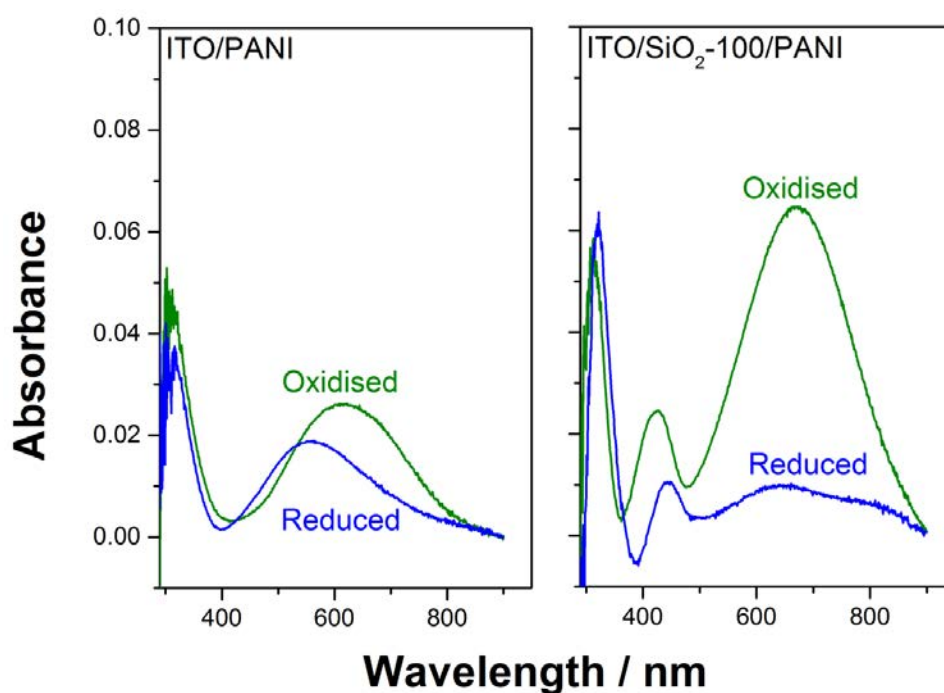 ITO/PANI
ITO/SiO₂-100/PANI
0.10
0.08
0.06
0.04
0.02
0.00
Absorbance
Oxidised
Reduced
Oxidised
Reduced
400 600 800
400 600 800
Wavelength / nm